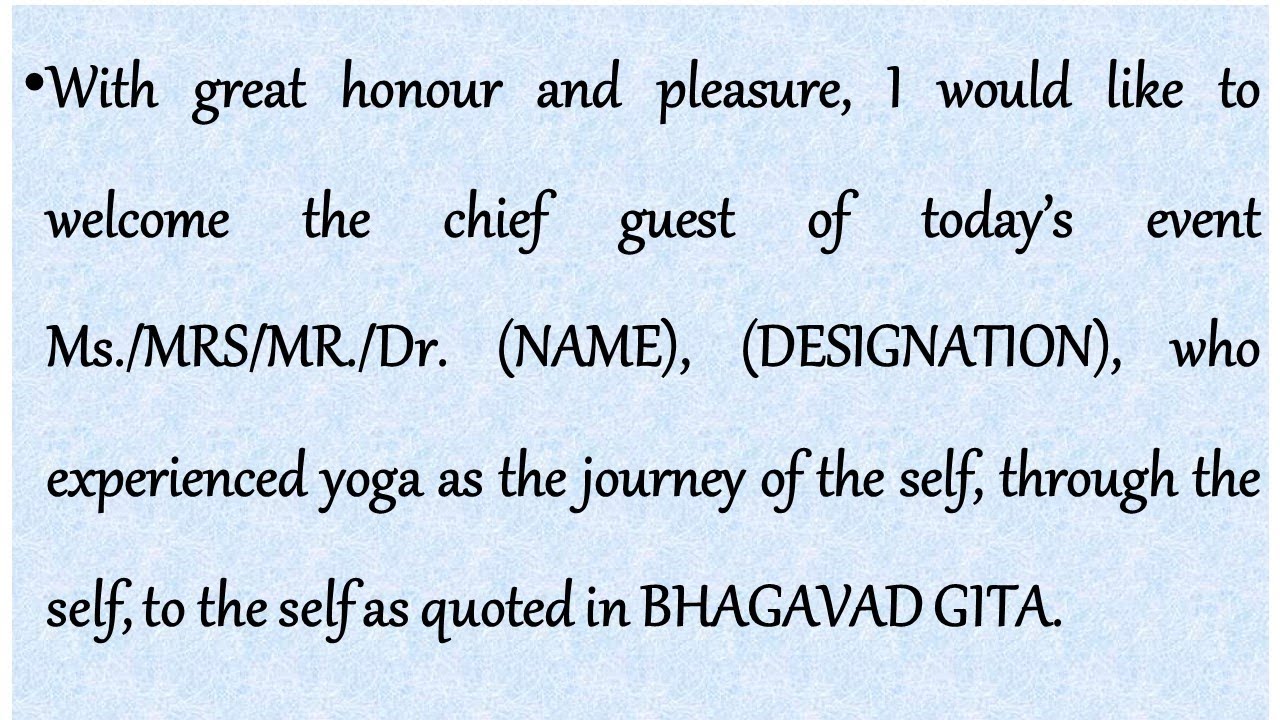 •With great honour and pleasure, I would like to
welcome the chief guest of today’s event
Ms./MRS/MR./Dr. (NAME), (DESIGNATION), who
experienced yoga as the journey of the self, through the
self, to the self as quoted in BHAGAVAD GITA.